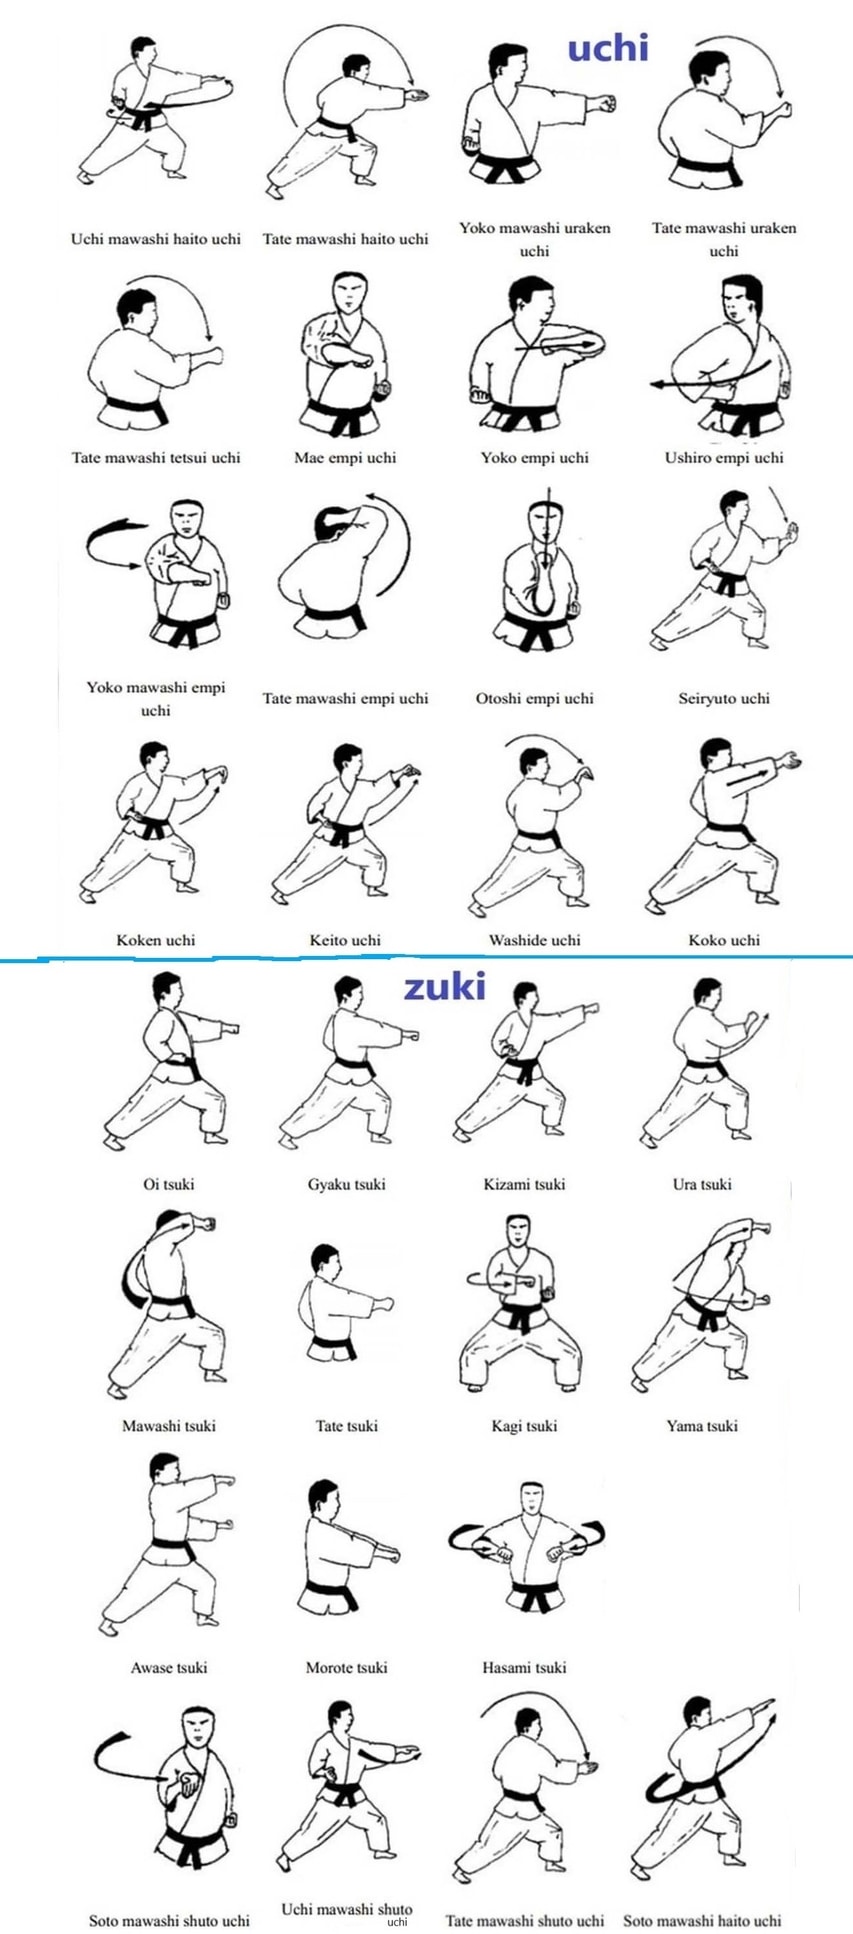 uchi
Uchi mawashi haito uchi
Tate mawashi haito uchi
Yoko mawashi uraken
uchi
Tate mawashi uraken
uchi
Tate mawashi tetsui uchi
Mae empi uchi
Yoko empi uchi
Ushiro empi uchi
Yoko mawashi empi
uchi
Tate mawashi empi uchi
Otoshi empi uchi
Seiryuto uchi
Koken uchi
Keito uchi
Washide uchi
Koko uchi
zuki
Oi tsuki
Gyaku tsuki
Kizami tsuki
Ura tsuki
Mawashi tsuki
Tate tsuki
Kagi tsuki
Yama tsuki
Awase tsuki
Morote tsuki
Hasami tsuki
Soto mawashi shuto uchi
Uchi mawashi shuto
uchi
Tate mawashi shuto uchi
Soto mawashi haito uchi